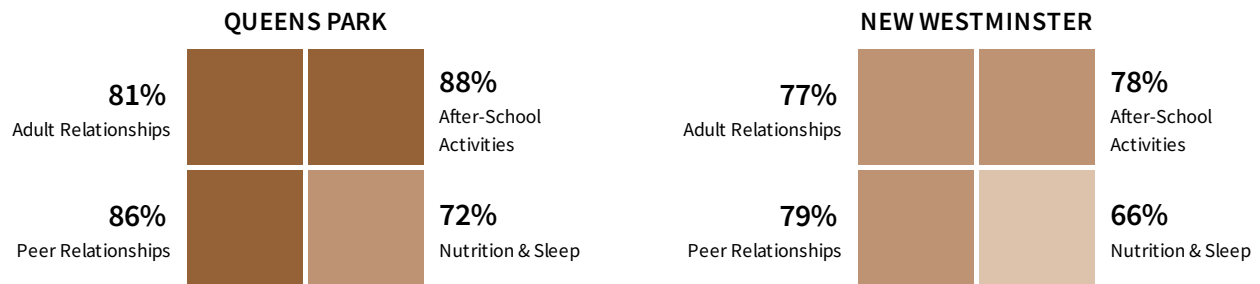 QUEENS PARK
81%
Adult Relationships
88%
After-School
Activities
86%
Peer Relationships
72%
Nutrition & Sleep
NEW WESTMINSTER
77%
Adult Relationships
78%
After-School
Activities
79%
Peer Relationships
66%
Nutrition & Sleep